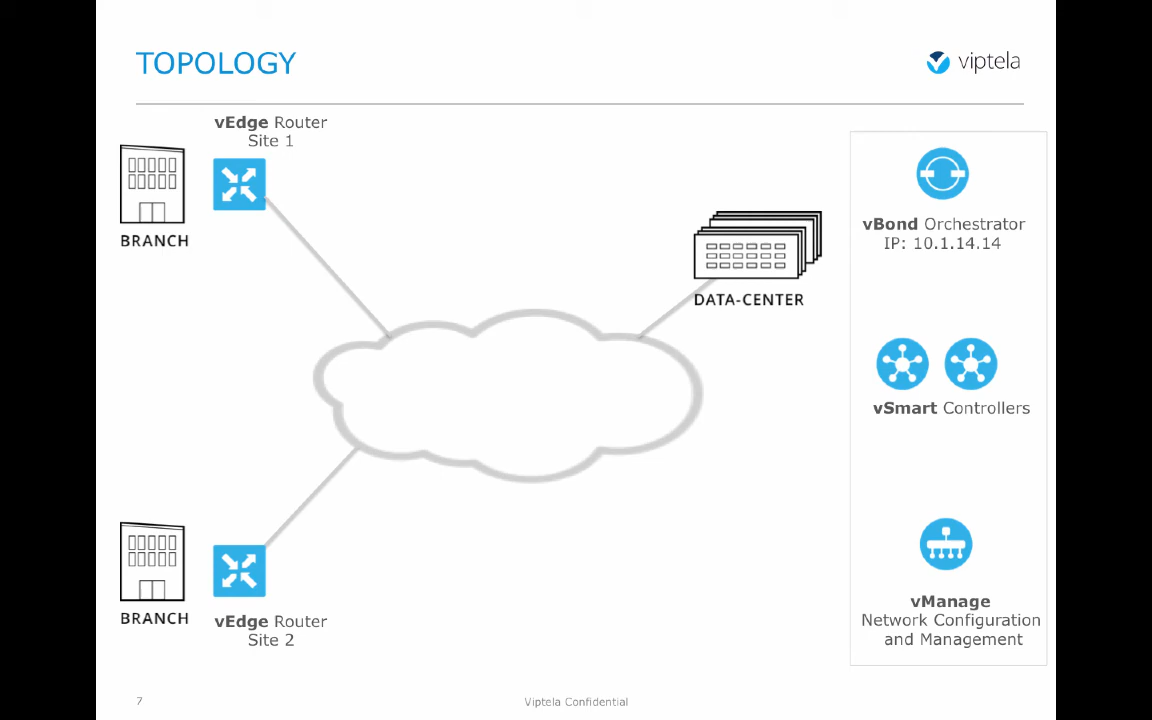 TOPOLOGY
viptela
vEdge Router
Site 1
BRANCH
vBond Orchestrator
IP: 10.1.14.14
DATA-CENTER
vSmart Controllers
BRANCH
vEdge Router
Site 2
vManage
Network Configuration
and Management
7
Viptela Confidential